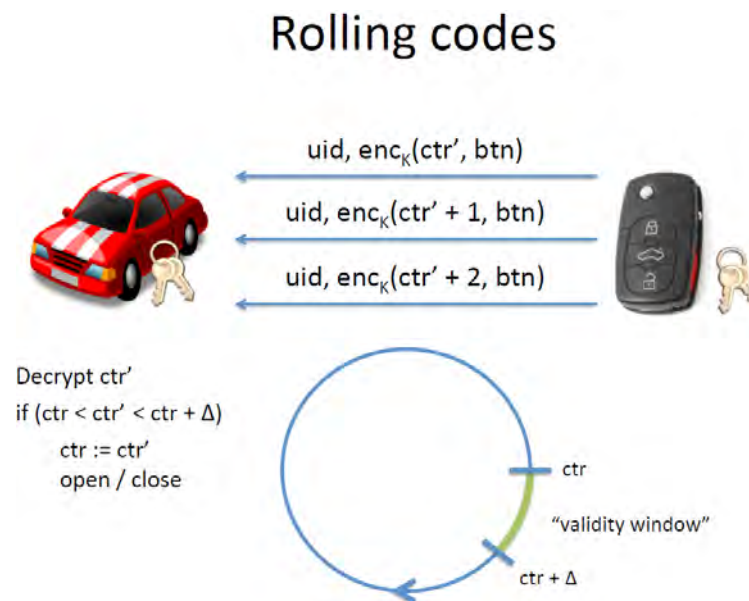 Rolling codes
uid, encK(ctr’, btn)
uid, encK(ctr’ + 1, btn)
uid, encK(ctr’ + 2, btn)
Decrypt ctr’
if (ctr < ctr’ < ctr + Δ)
ctr := ctr’
open / close
ctr
“validity window”
ctr + Δ